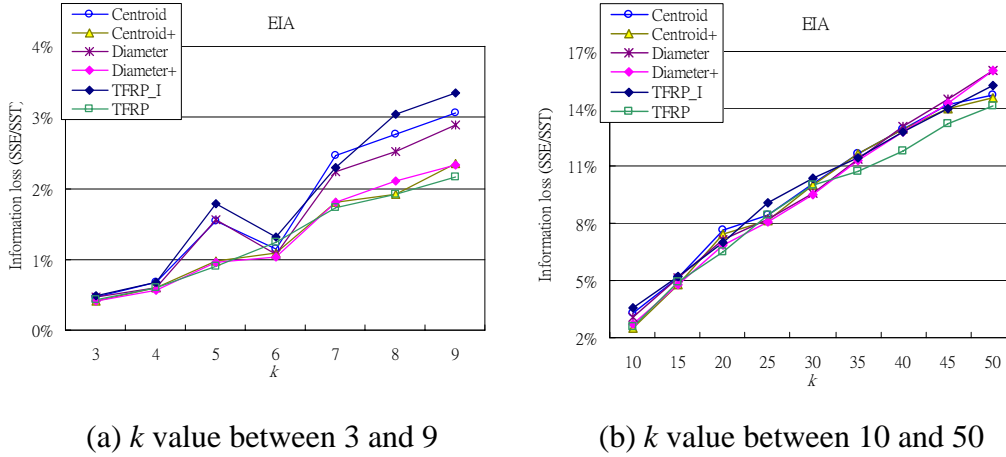 EIA
Centroid
Centroid+
Diameter
Diameter+
TFRP_I
TFRP
Information loss (SSE/SST)
4%
3%
2%
1%
0%
3 4 5 6 7 8 9
k
(a) k value between 3 and 9
EIA
Centroid
Centroid+
Diameter
Diameter+
TFRP_I
TFRP
Information loss (SSE/SST)
17%
14%
11%
8%
5%
2%
10 15 20 25 30 35 40 45 50
k
(b) k value between 10 and 50